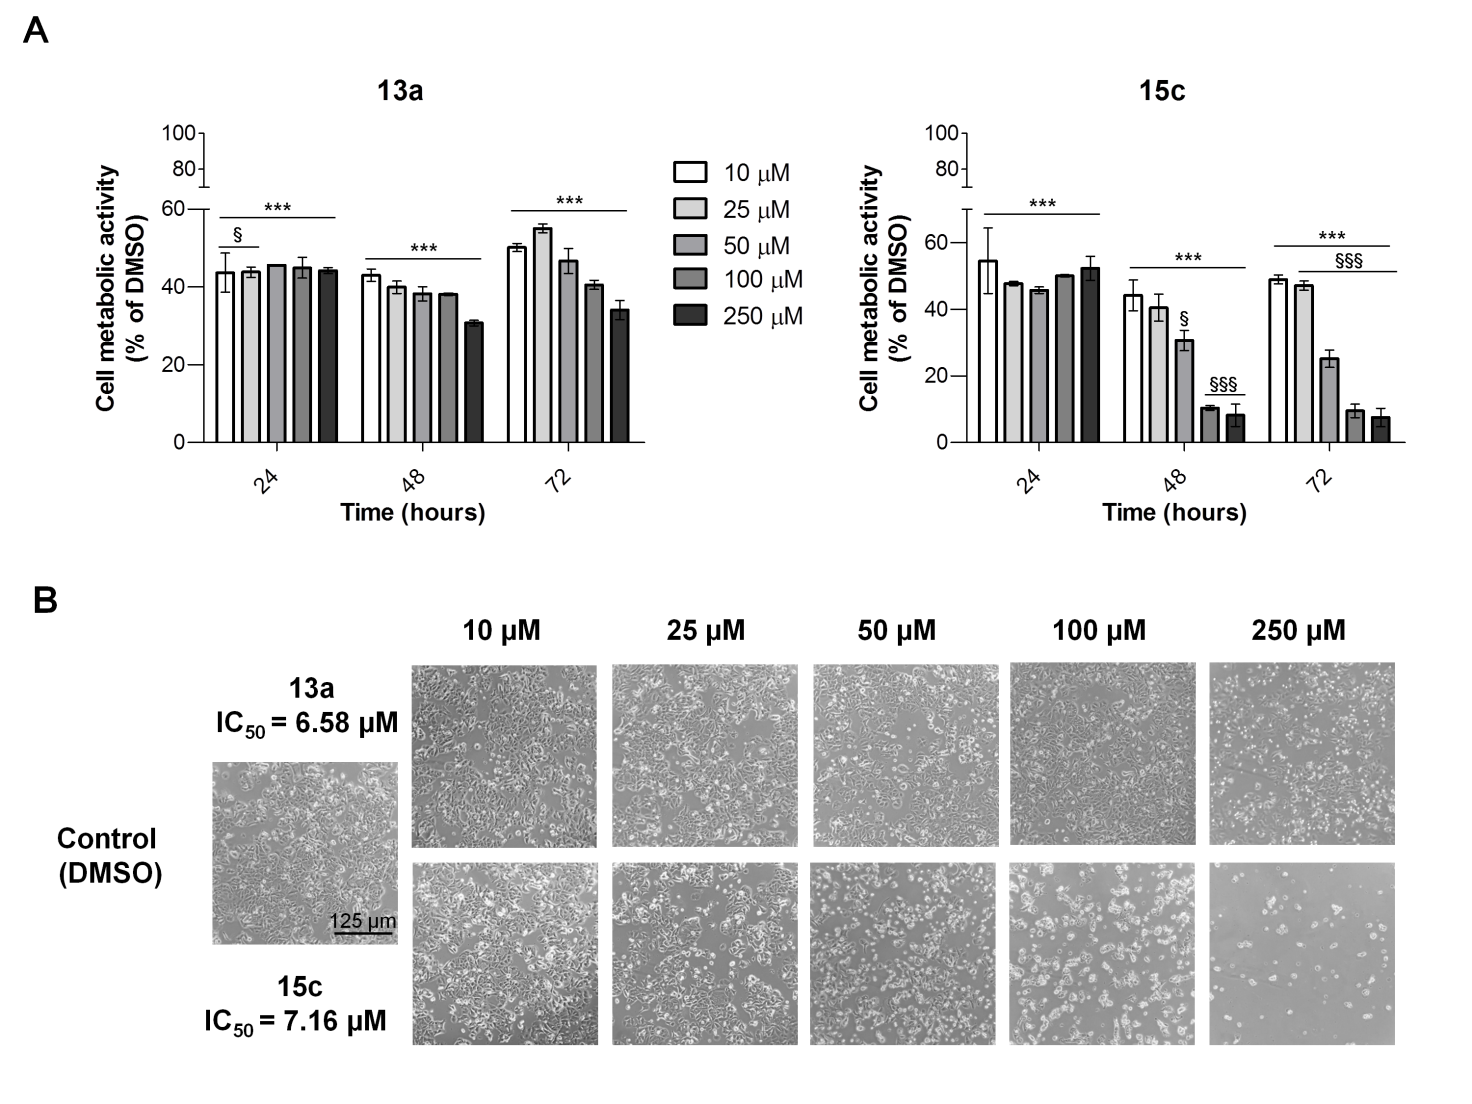 A
13a
Cell metabolic activity
(% of DMSO)
100
80
60
40
20
0
***
§
***
***
24
48
72
Time (hours)
10 μM
25 μM
50 μM
100 μM
250 μM
15c
Cell metabolic activity
(% of DMSO)
100
80
60
40
20
0
***
***
§
§§§
***
§§§
24
48
72
Time (hours)
B
10 µM
25 µM
50 µM
100 µM
250 µM
13a
IC50 = 6.58 µM
Control
(DMSO)
125 µm
15c
IC50 = 7.16 µM